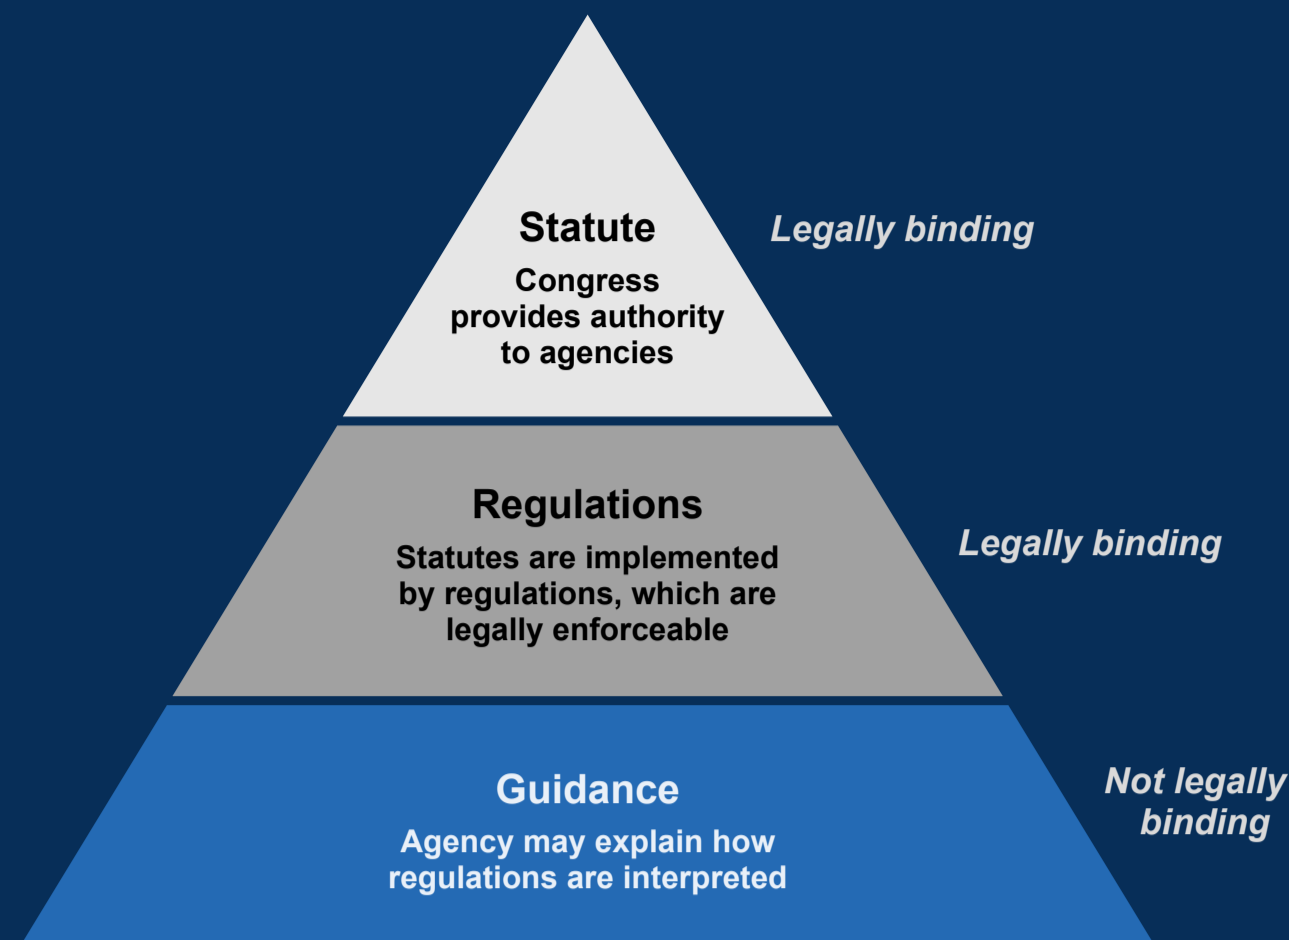 Statute
Legally binding
Congress
provides authority
to agencies
Regulations
Statutes are implemented
by regulations, which are
legally enforceable
Legally binding
Guidance
Agency may explain how
regulations are interpreted
Not legally
binding